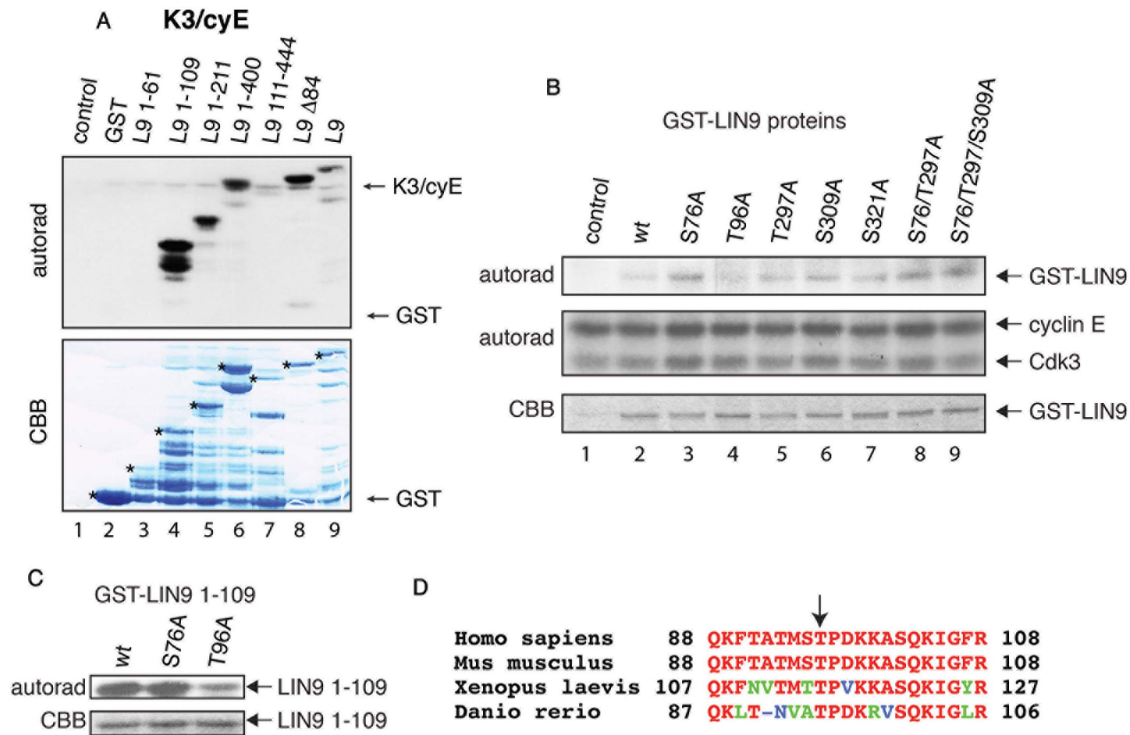 A
K3/cyE
control
GST
L9 1-61
L9 1-109
L9 1-211
L9 1-400
L9 111-444
L9 Δ84
L9
autorad
← K3/cyE
← GST
CBB
*
*
*
*
*
*
*
*
← GST
1 2 3 4 5 6 7 8 9
B
GST-LIN9 proteins
control
wt
S76A
T96A
T297A
S309A
S321A
S76/T297A
S76/T297/S309A
autorad
← GST-LIN9
autorad
← cyclin E
← Cdk3
CBB
← GST-LIN9
1 2 3 4 5 6 7 8 9
C
GST-LIN9 1-109
wt
S76A
T96A
autorad ← LIN9 1-109
CBB ← LIN9 1-109
D
↓
Homo sapiens 88 QKFTATMSTPDKKASQKIGFR 108
Mus musculus 88 QKFTATMSTPDKKASQKIGFR 108
Xenopus laevis 107 QKFNVTMTTPVKKASQKIGYR 127
Danio rerio 87 QKLT-NVATPDKRVSQKIGLR 106